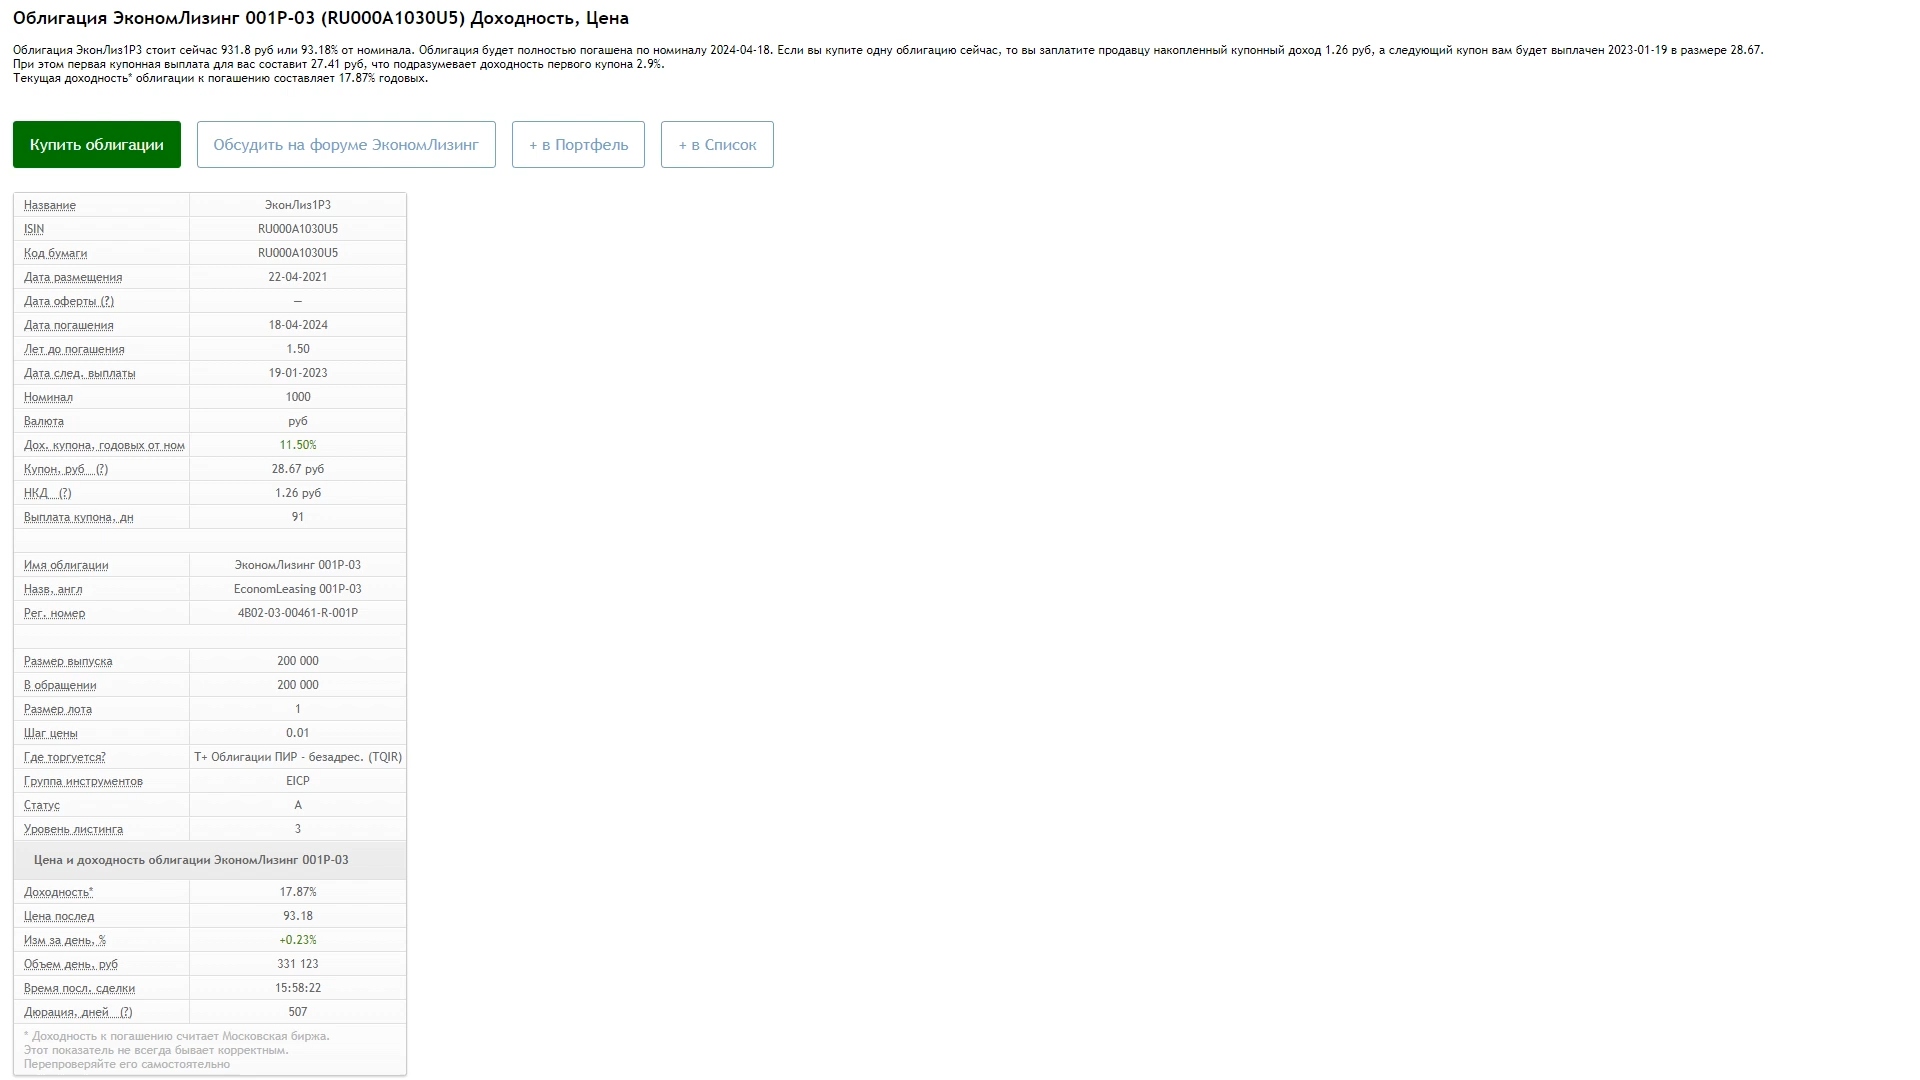 Облигация ЭкономЛизинг 001P-03 (RU000A1030U5) Доходность, Цена
Облигация ЭконЛиз1Р3 стоит сейчас 931.8 руб или 93.18% от номинала. Облигация будет полностью погашена по номиналу 2024-04-18. Если вы купите одну облигацию сейчас, то вы заплатите продавцу накопленный купонный доход 1.26 руб, а следующий купон вам будет выплачен 2023-01-19 в размере 28.67.
При этом первая купонная выплата для вас составит 27.41 руб, что подразумевает доходность первого купона 2.9%.
Текущая доходность* облигации к погашению составляет 17.87% годовых.
Купить облигации Обсудить на форуме ЭкономЛизинг + в Портфель + в Список
Название ЭконЛиз1Р3
ISIN RU000A1030U5
Код бумаги RU000A1030U5
Дата размещения 22-04-2021
Дата оферты (?) —
Дата погашения 18-04-2024
Лет до погашения 1.50
Дата след. выплаты 19-01-2023
Номинал 1000
Валюта руб
Дох. купона, годовых от ном 11.50%
Купон, руб (?) 28.67 руб
НКД (?) 1.26 руб
Выплата купона, дн 91
Имя облигации ЭкономЛизинг 001P-03
Назв. англ EconomLeasing 001P-03
Рег. номер 4B02-03-00461-R-001P
Размер выпуска 200 000
В обращении 200 000
Размер лота 1
Шаг цены 0.01
Где торгуется? Т+ Облигации ПИР - безадрес. (TQIR)
Группа инструментов EICP
Статус A
Уровень листинга 3
Цена и доходность облигации ЭкономЛизинг 001P-03
Доходность* 17.87%
Цена послед 93.18
Изм за день, % +0.23%
Объем день, руб 331 123
Время посл. сделки 15:58:22
Дюрация, дней (?) 507
* Доходность к погашению считает Московская биржа.
Этот показатель не всегда бывает корректным.
Перепроверяйте его самостоятельно